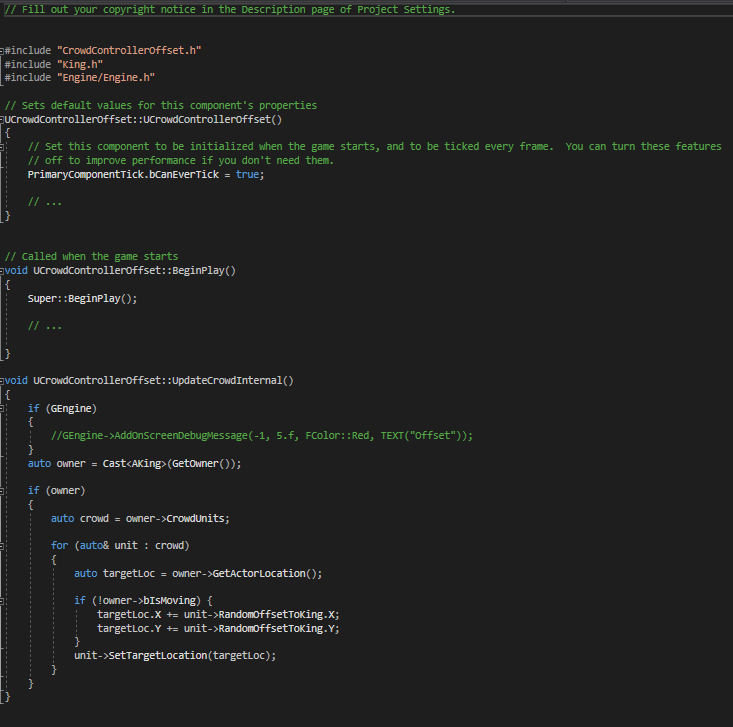 // Fill out your copyright notice in the Description page of Project Settings.
#include "CrowdControllerOffset.h"
#include "King.h"
#include "Engine/Engine.h"
// Sets default values for this component's properties
UCrowdControllerOffset::UCrowdControllerOffset()
{
// Set this component to be initialized when the game starts, and to be ticked every frame.  You can turn these features
// off to improve performance if you don't need them.
PrimaryComponentTick.bCanEverTick = true;
// ...
}
// Called when the game starts
void UCrowdControllerOffset::BeginPlay()
{
Super::BeginPlay();
// ...
}
void UCrowdControllerOffset::UpdateCrowdInternal()
{
if (GEngine)
{
//GEngine->AddOnScreenDebugMessage(-1, 5.f, FColor::Red, TEXT("Offset"));
}
auto owner = Cast<AKing>(GetOwner());
if (owner)
{
auto crowd = owner->CrowdUnits;
for (auto& unit : crowd)
{
auto targetLoc = owner->GetActorLocation();
if (!owner->bIsMoving) {
targetLoc.X += unit->RandomOffsetToKing.X;
targetLoc.Y += unit->RandomOffsetToKing.Y;
}
unit->SetTargetLocation(targetLoc);
}
}
}